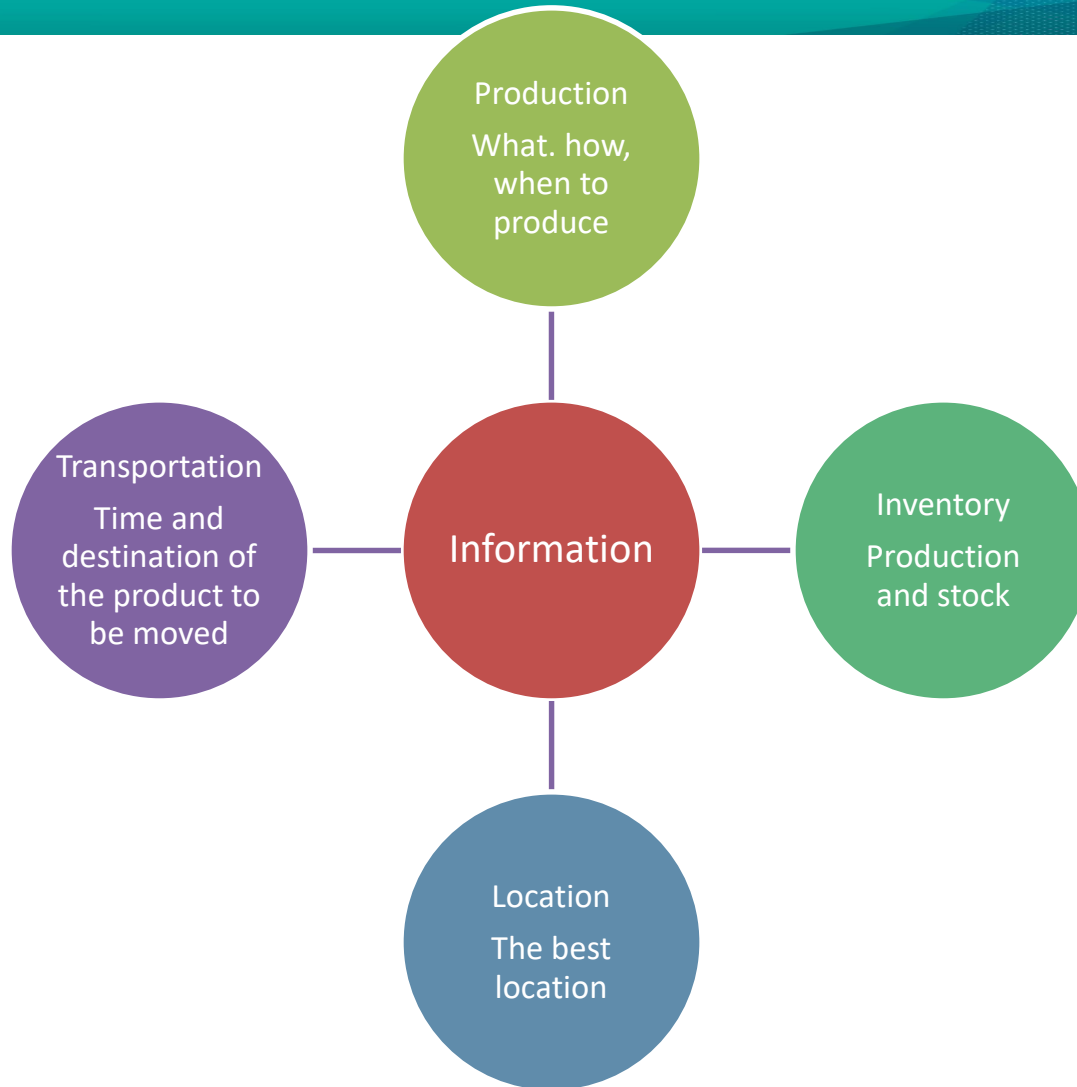 Production
What. how,
when to
produce
Transportation
Time and
destination of
the product to
be moved
Information
Inventory
Production
and stock
Location
The best
location